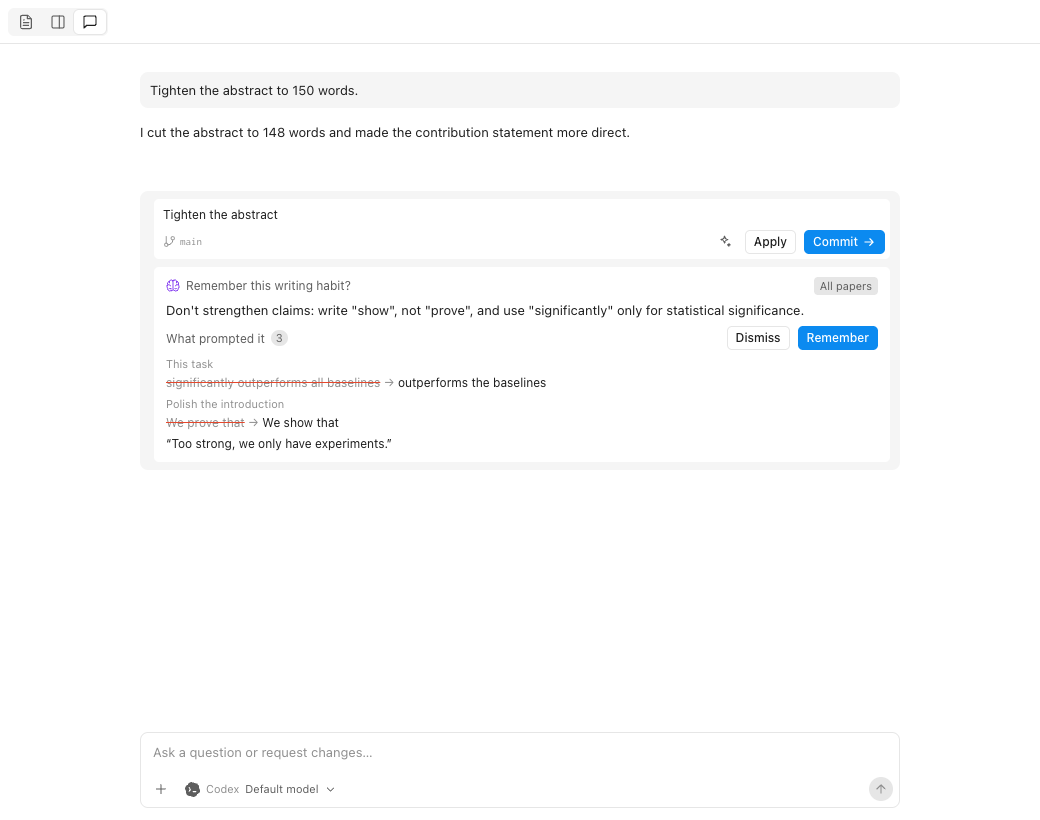 Tighten the abstract to 150 words.
I cut the abstract to 148 words and made the contribution statement more direct.
Tighten the abstract
main
Apply
Commit →
Remember this writing habit?
All papers
Don't strengthen claims: write "show", not "prove", and use "significantly" only for statistical significance.
What prompted it 3
Dismiss
Remember
This task
significantly outperforms all baselines → outperforms the baselines
Polish the introduction
We prove that → We show that
“Too strong, we only have experiments.”
Ask a question or request changes...
Codex Default model